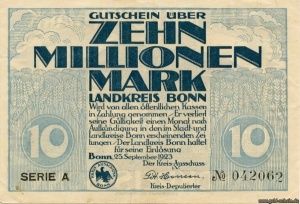 GUTSCHEIN ÜBER
ZEHN
MILLIONEN
MARK
LANDKREIS BONN
Wird von allen öffentlichen Kassen
in Zahlung genommen / Er verliert
seine Gültigkeit einen Monat nach
Aufkündigung in den im Stadt- und
Landkreis Bonn erscheinenden Zei-
tungen / Der Landkreis Bonn haftet
für seine Einlösung
10
10
Bonn, 25. September 1923
Der Kreis-Ausschuss
SERIE A
№ 042062
Kreis-Deputierter